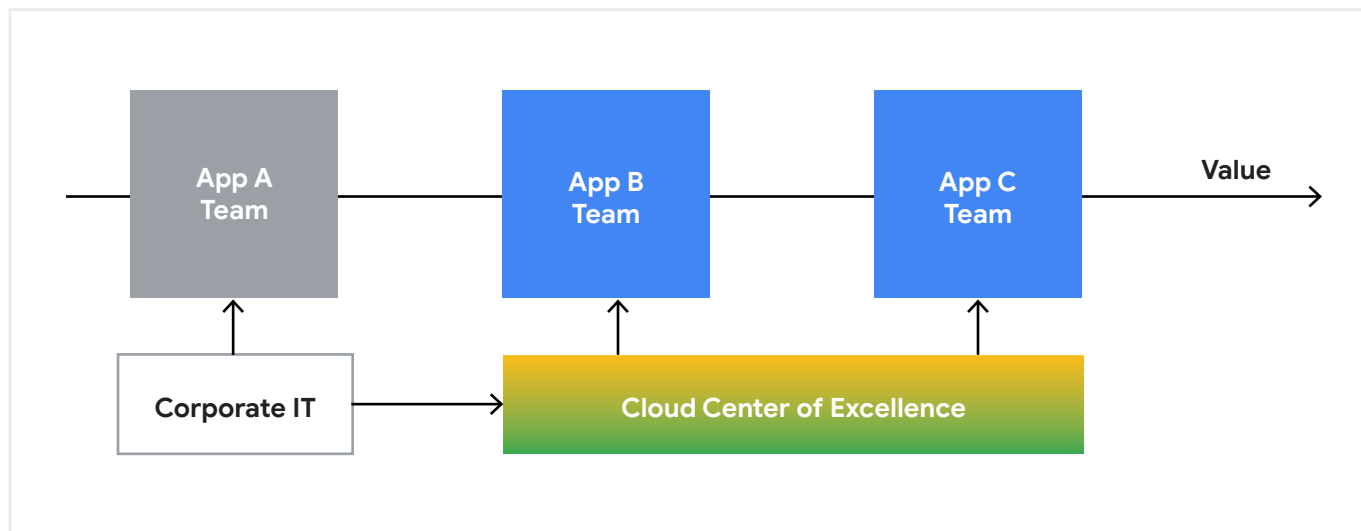 App A
Team
App B
Team
App C
Team
Value
Corporate IT
Cloud Center of Excellence